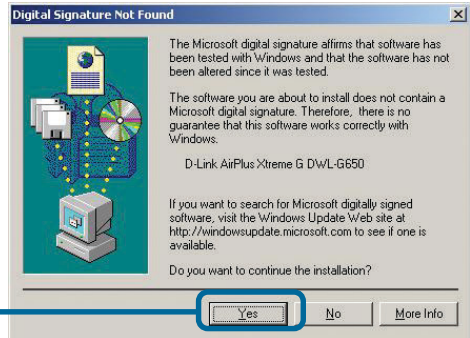 Digital Signature Not Found
The Microsoft digital signature affirms that software has
been tested with Windows and that the software has not
been altered since it was tested.
The software you are about to install does not contain a
Microsoft digital signature. Therefore, there is no
guarantee that this software works correctly with
Windows.
D-Link AirPlus Xtreme G DWL-G650
If you want to search for Microsoft digitally signed
software, visit the Windows Update Web site at
http://windowsupdate.microsoft.com to see if one is
available.
Do you want to continue the installation?
Yes No More Info